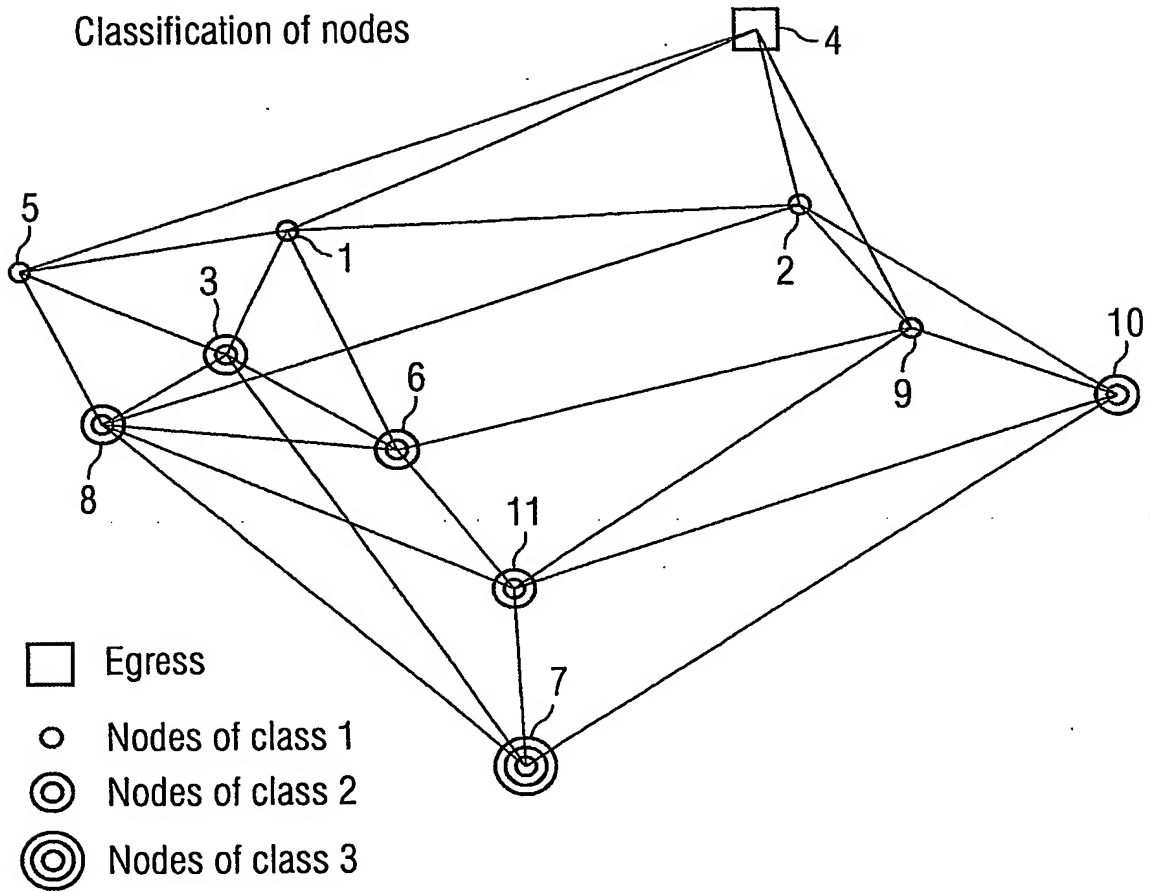 Classification of nodes
4
5
1
2
3
10
6
9
8
11
7
Egress
Nodes of class 1
Nodes of class 2
Nodes of class 3